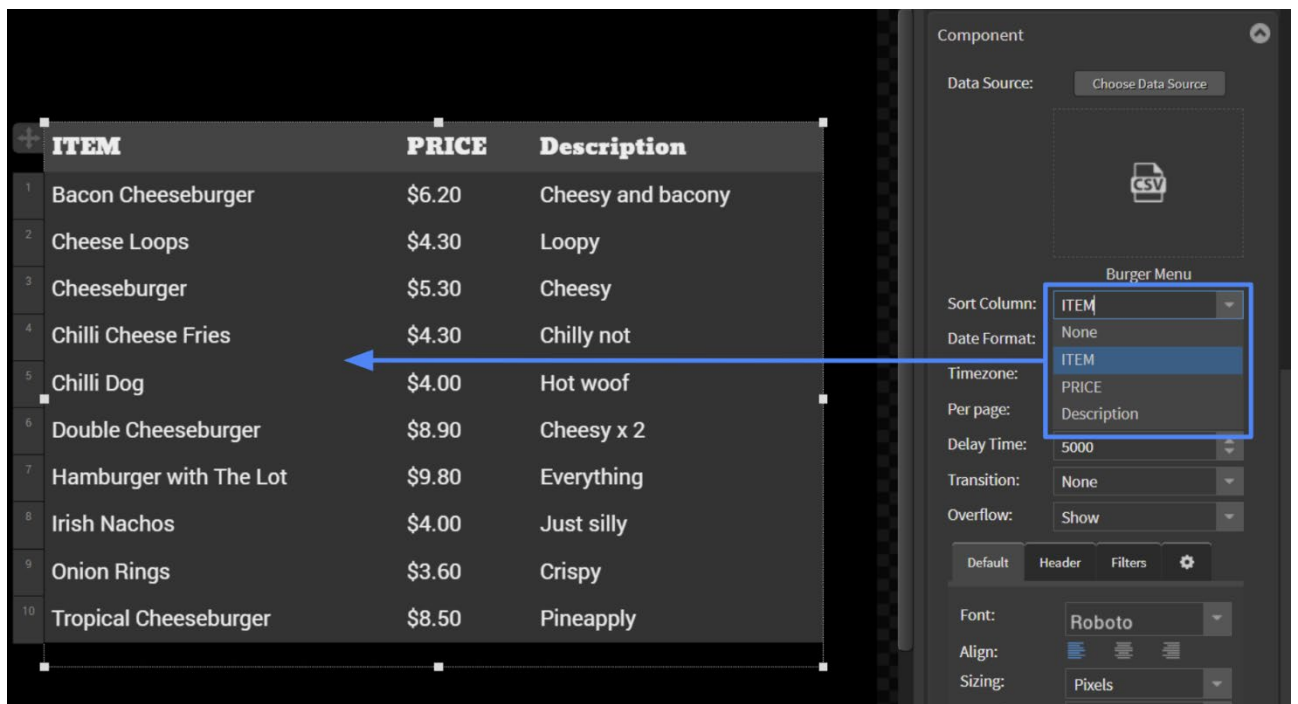 ITEM PRICE Description
1 Bacon Cheeseburger $6.20 Cheesy and bacony
2 Cheese Loops $4.30 Loopy
3 Cheeseburger $5.30 Cheesy
4 Chilli Cheese Fries $4.30 Chilly not
5 Chilli Dog $4.00 Hot woof
6 Double Cheeseburger $8.90 Cheesy x 2
7 Hamburger with The Lot $9.80 Everything
8 Irish Nachos $4.00 Just silly
9 Onion Rings $3.60 Crispy
10 Tropical Cheeseburger $8.50 Pineapply
Component
Data Source: Choose Data Source
CSV
Burger Menu
Sort Column: ITEM
Date Format: None
ITEM
Timezone:
PRICE
Per page: Description
Delay Time: 5000
Transition: None
Overflow: Show
Default Header Filters
Font: Roboto
Align:
Sizing: Pixels